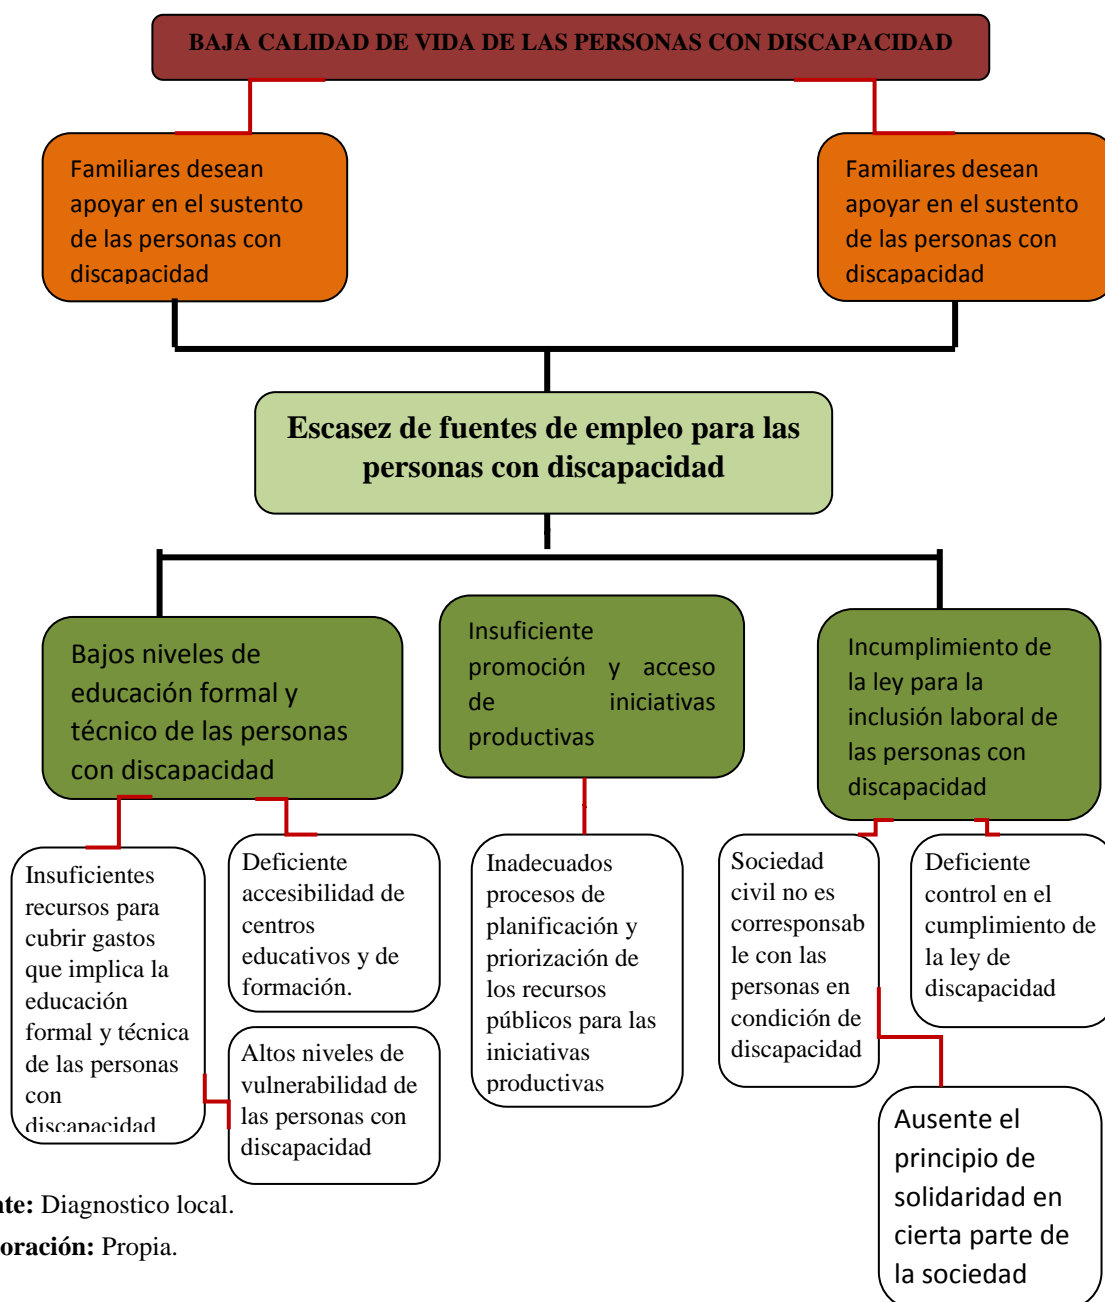 BAJA CALIDAD DE VIDA DE LAS PERSONAS CON DISCAPACIDAD
Familiares desean
apoyar en el sustento
de las personas con
discapacidad
Familiares desean
apoyar en el sustento
de las personas con
discapacidad
Escasez de fuentes de empleo para las
personas con discapacidad
Bajos niveles de
educación formal y
técnico de las personas
con discapacidad
Insuficiente
promoción y acceso
de iniciativas
productivas
Incumplimiento de
la ley para la
inclusión laboral de
las personas con
discapacidad
Insuficientes
recursos para
cubrir gastos
que implica la
educación
formal y técnica
de las personas
con
discapacidad
Deficiente
accesibilidad de
centros
educativos y de
formación.
Altos niveles de
vulnerabilidad de
las personas con
discapacidad
Inadecuados
procesos de
planificación y
priorización de
los recursos
públicos para las
iniciativas
productivas
Sociedad
civil no es
corresponsab
le con las
personas en
condición de
discapacidad
Deficiente
control en el
cumplimiento de
la ley de
discapacidad
Ausente el
principio de
solidaridad en
cierta parte de
la sociedad
nte: Diagnostico local.
oración: Propia.